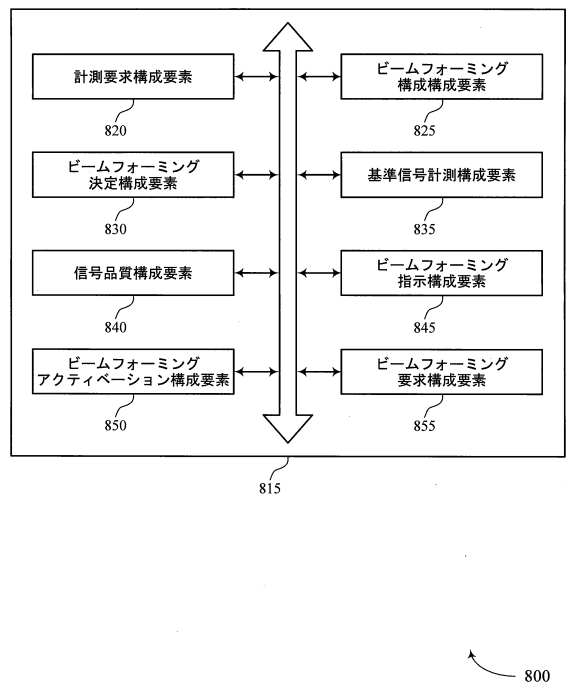 計測要求構成要素
820
ビームフォーミング
構成構成要素
825
ビームフォーミング
決定構成要素
830
基準信号計測構成要素
835
信号品質構成要素
840
ビームフォーミング
指示構成要素
845
ビームフォーミング
アクティベーション構成要素
850
ビームフォーミング
要求構成要素
855
815
800